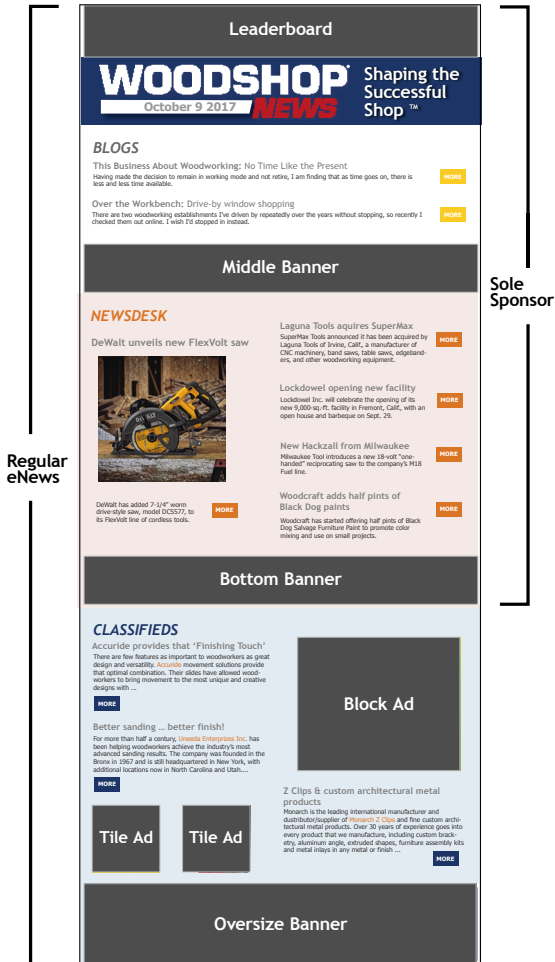 Leaderboard
WOODSHOP
NEWS
October 9 2017
Shaping the
Successful
Shop ™
BLOGS
This Business About Woodworking: No Time Like the Present
Having made the decision to remain in working mode and not retire, I am finding that as time goes on, there is
less and less time available.
MORE
Over the Workbench: Drive-by window shopping
There are two woodworking establishments I've driven by repeatedly over the years without stopping, so recently I
checked them out online. I wish I'd stopped in instead.
MORE
Middle Banner
Sole
Sponsor
NEWSDESK
DeWalt unveils new FlexVolt saw
DeWalt has added 7-1/4" worm
drive-style saw, model DCS577, to
its FlexVolt line of cordless tools.
MORE
Laguna Tools aquires SuperMax
SuperMax Tools announced it has been acquired by
Laguna Tools of Irvine, Calif., a manufacturer of
CNC machinery, band saws, table saws, edgeband-
ers, and other woodworking equipment.
MORE
Lockdowel opening new facility
Lockdowel Inc. will celebrate the opening of its
new 9,000-sq.-ft. facility in Fremont, Calif., with an
open house and barbeque on Sept. 29.
MORE
New Hackzall from Milwaukee
Milwaukee Tool introduces a new 18-volt "one-
handed" reciprocating saw to the company's M18
Fuel line.
MORE
Woodcraft adds half pints of
Black Dog paints
Woodcraft has started offering half pints of Black
Dog Salvage Furniture Paint to promote color
mixing and use on small projects.
MORE
Regular
eNews
Bottom Banner
CLASSIFIEDS
Accuride provides that 'Finishing Touch'
There are few features as important to woodworkers as great
design and versatility. Accuride movement solutions provide
that optimal combination. Their slides have allowed wood-
workers to bring movement to the most unique and creative
designs with ...
MORE
Better sanding ... better finish!
For more than half a century, Uneeda Enterprizes Inc. has
been helping woodworkers achieve the industry's most
advanced sanding results. The company was founded in the
Bronx in 1967 and is still headquartered in New York, with
additional locations now in North Carolina and Utah....
MORE
Tile Ad
Tile Ad
Block Ad
Z Clips & custom architectural metal
products
Monarch is the leading international manufacturer and
dustributor/supplier of Monarch Z Clips and fine custom archi-
tectural metal products. Over 30 years of experience goes into
every product that we manufacture, including custom brack-
etry, aluminum angle, extruded shapes, furniture assembly kits
and metal inlays in any metal or finish ...
MORE
Oversize Banner